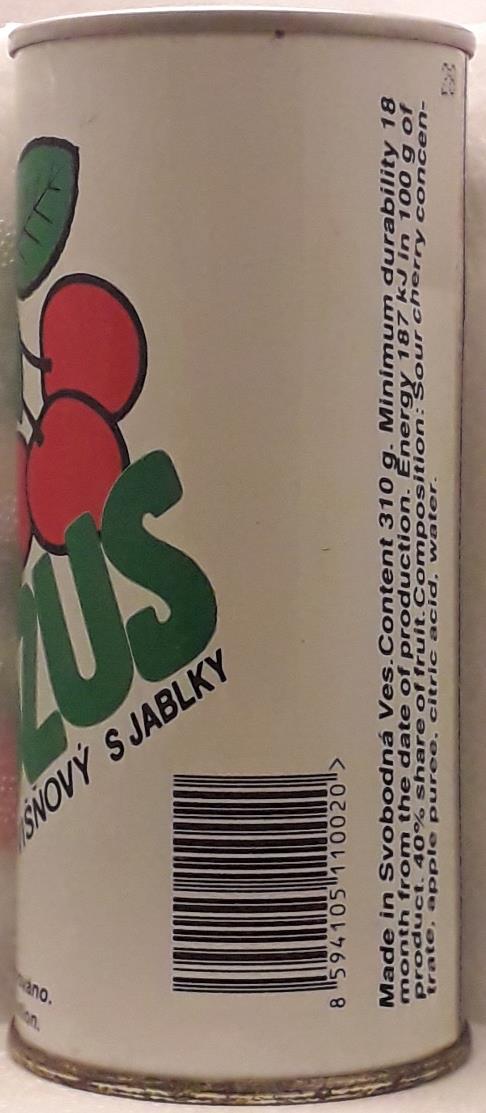 ZUS
IŠŇOVÝ S JABLKY
8 594105 110020 >
Made in Svobodná Ves. Content 310 g. Minimum durability 18
month from the date of production. Energy 187 kJ in 100 g of
product. 40% share of fruit. Composition: Sour cherry concen-
trate, apple puree, citric acid, water.